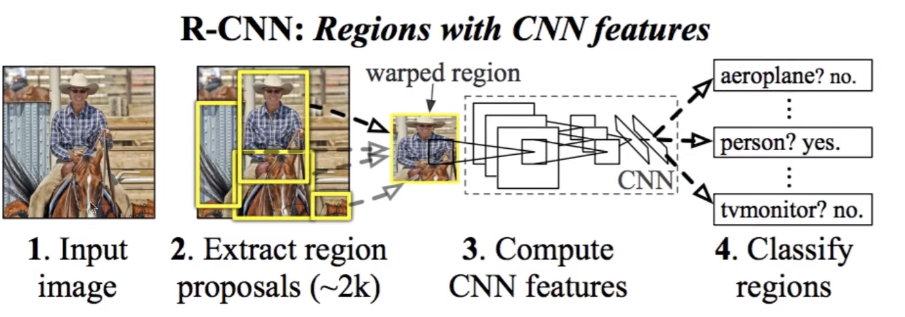 R-CNN: Regions with CNN features
warped region
aeroplane? no.
person? yes.
CNN
tvmonitor? no.
1. Input
image
2. Extract region
proposals (~2k)
3. Compute
CNN features
4. Classify
regions